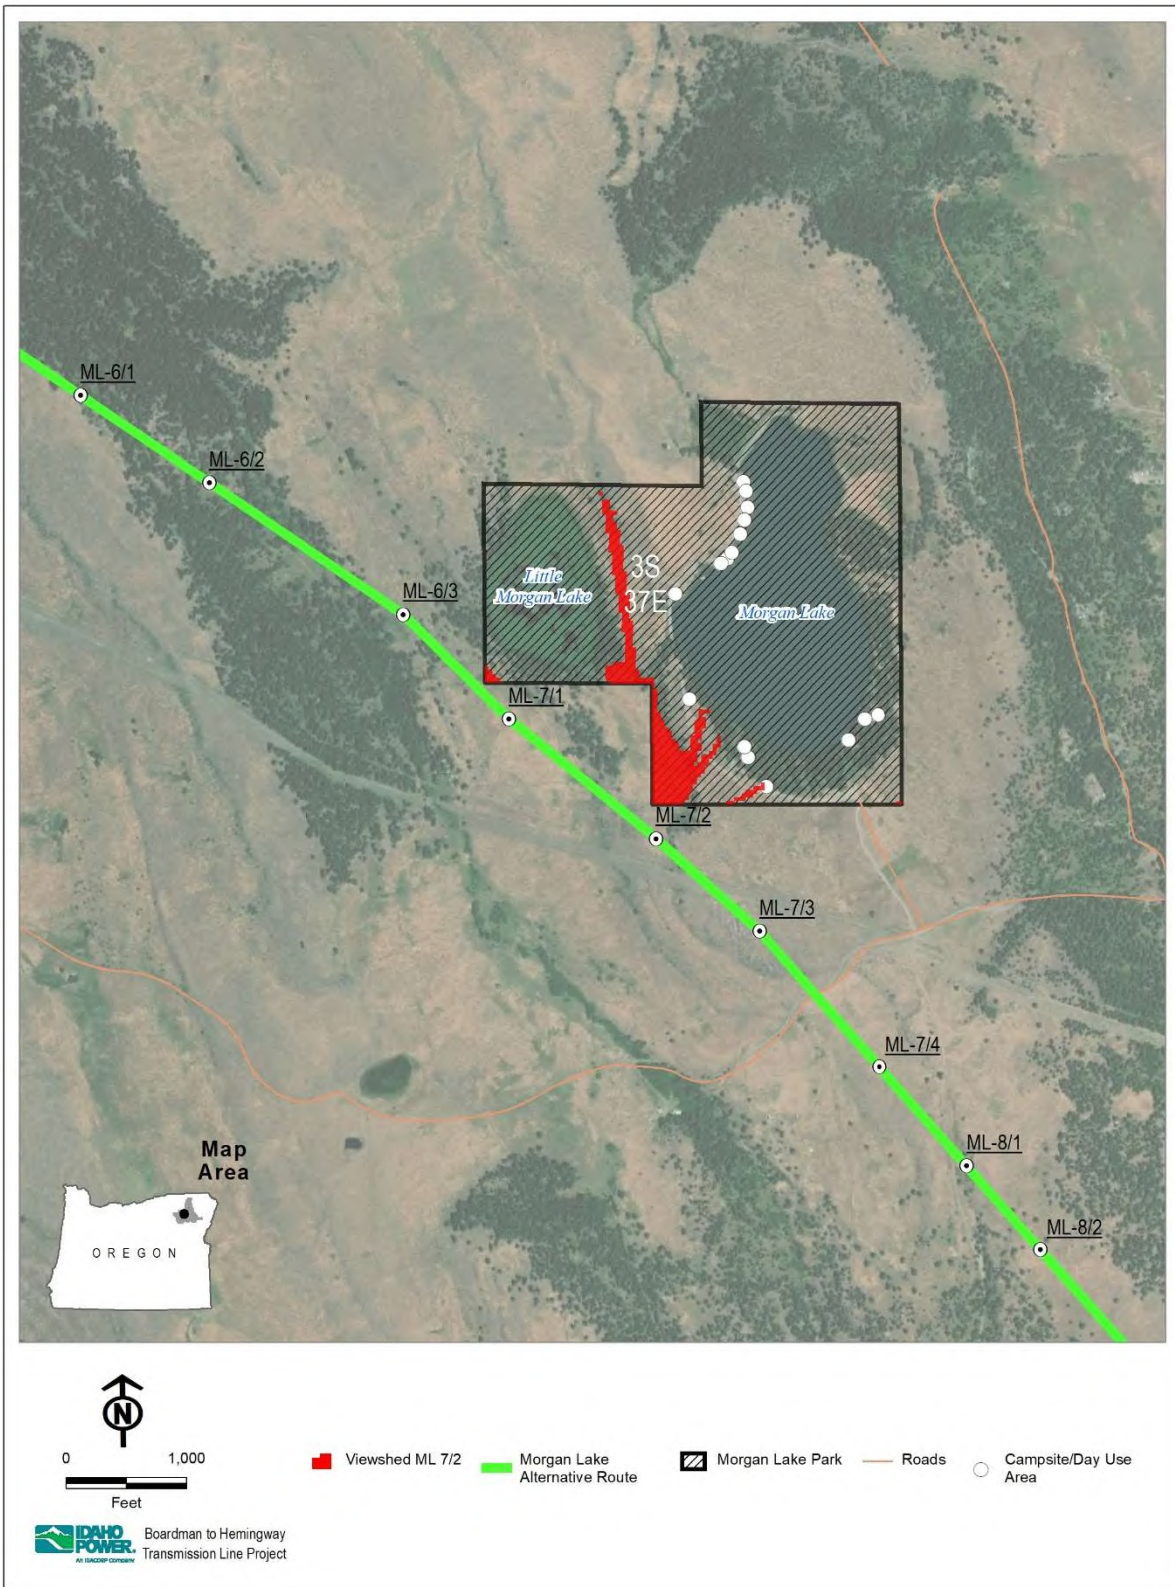 ML-6/1
ML-6/2
ML-6/3
Little
Morgan Lake
3S
37E
Morgan Lake
ML-7/1
ML-7/2
ML-7/3
ML-7/4
ML-8/1
ML-8/2
Map
Area
OREGON
N
0 1,000
Feet
Viewshed ML 7/2
Morgan Lake
Alternative Route
Morgan Lake Park
Roads
Campsite/Day Use
Area
IDAHO
POWER.
An IDACORP Company
Boardman to Hemingway
Transmission Line Project